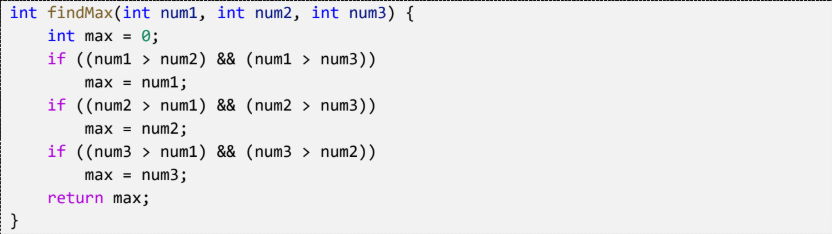 int findMax(int num1, int num2, int num3) {
    int max = 0;
    if ((num1 > num2) && (num1 > num3))
        max = num1;
    if ((num2 > num1) && (num2 > num3))
        max = num2;
    if ((num3 > num1) && (num3 > num2))
        max = num3;
    return max;
}